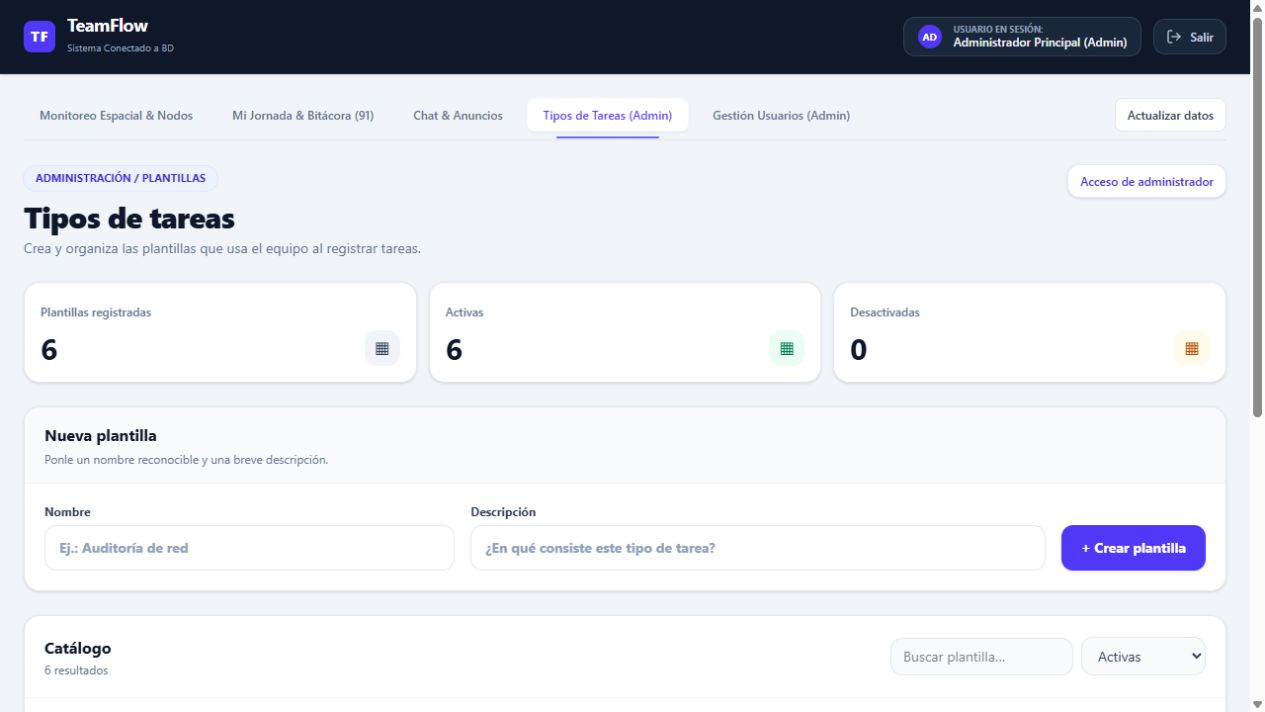 TF
TeamFlow
Sistema Conectado a BD
AD
USUARIO EN SESIÓN:
Administrador Principal (Admin)
Salir
Monitoreo Espacial & Nodos
Mi Jornada & Bitácora (91)
Chat & Anuncios
Tipos de Tareas (Admin)
Gestión Usuarios (Admin)
Actualizar datos
ADMINISTRACIÓN / PLANTILLAS
Acceso de administrador
Tipos de tareas
Crea y organiza las plantillas que usa el equipo al registrar tareas.
Plantillas registradas
6
Activas
6
Desactivadas
0
Nueva plantilla
Ponle un nombre reconocible y una breve descripción.
Nombre
Descripción
Ej.: Auditoría de red
¿En qué consiste este tipo de tarea?
+ Crear plantilla
Catálogo
6 resultados
Buscar plantilla...
Activas